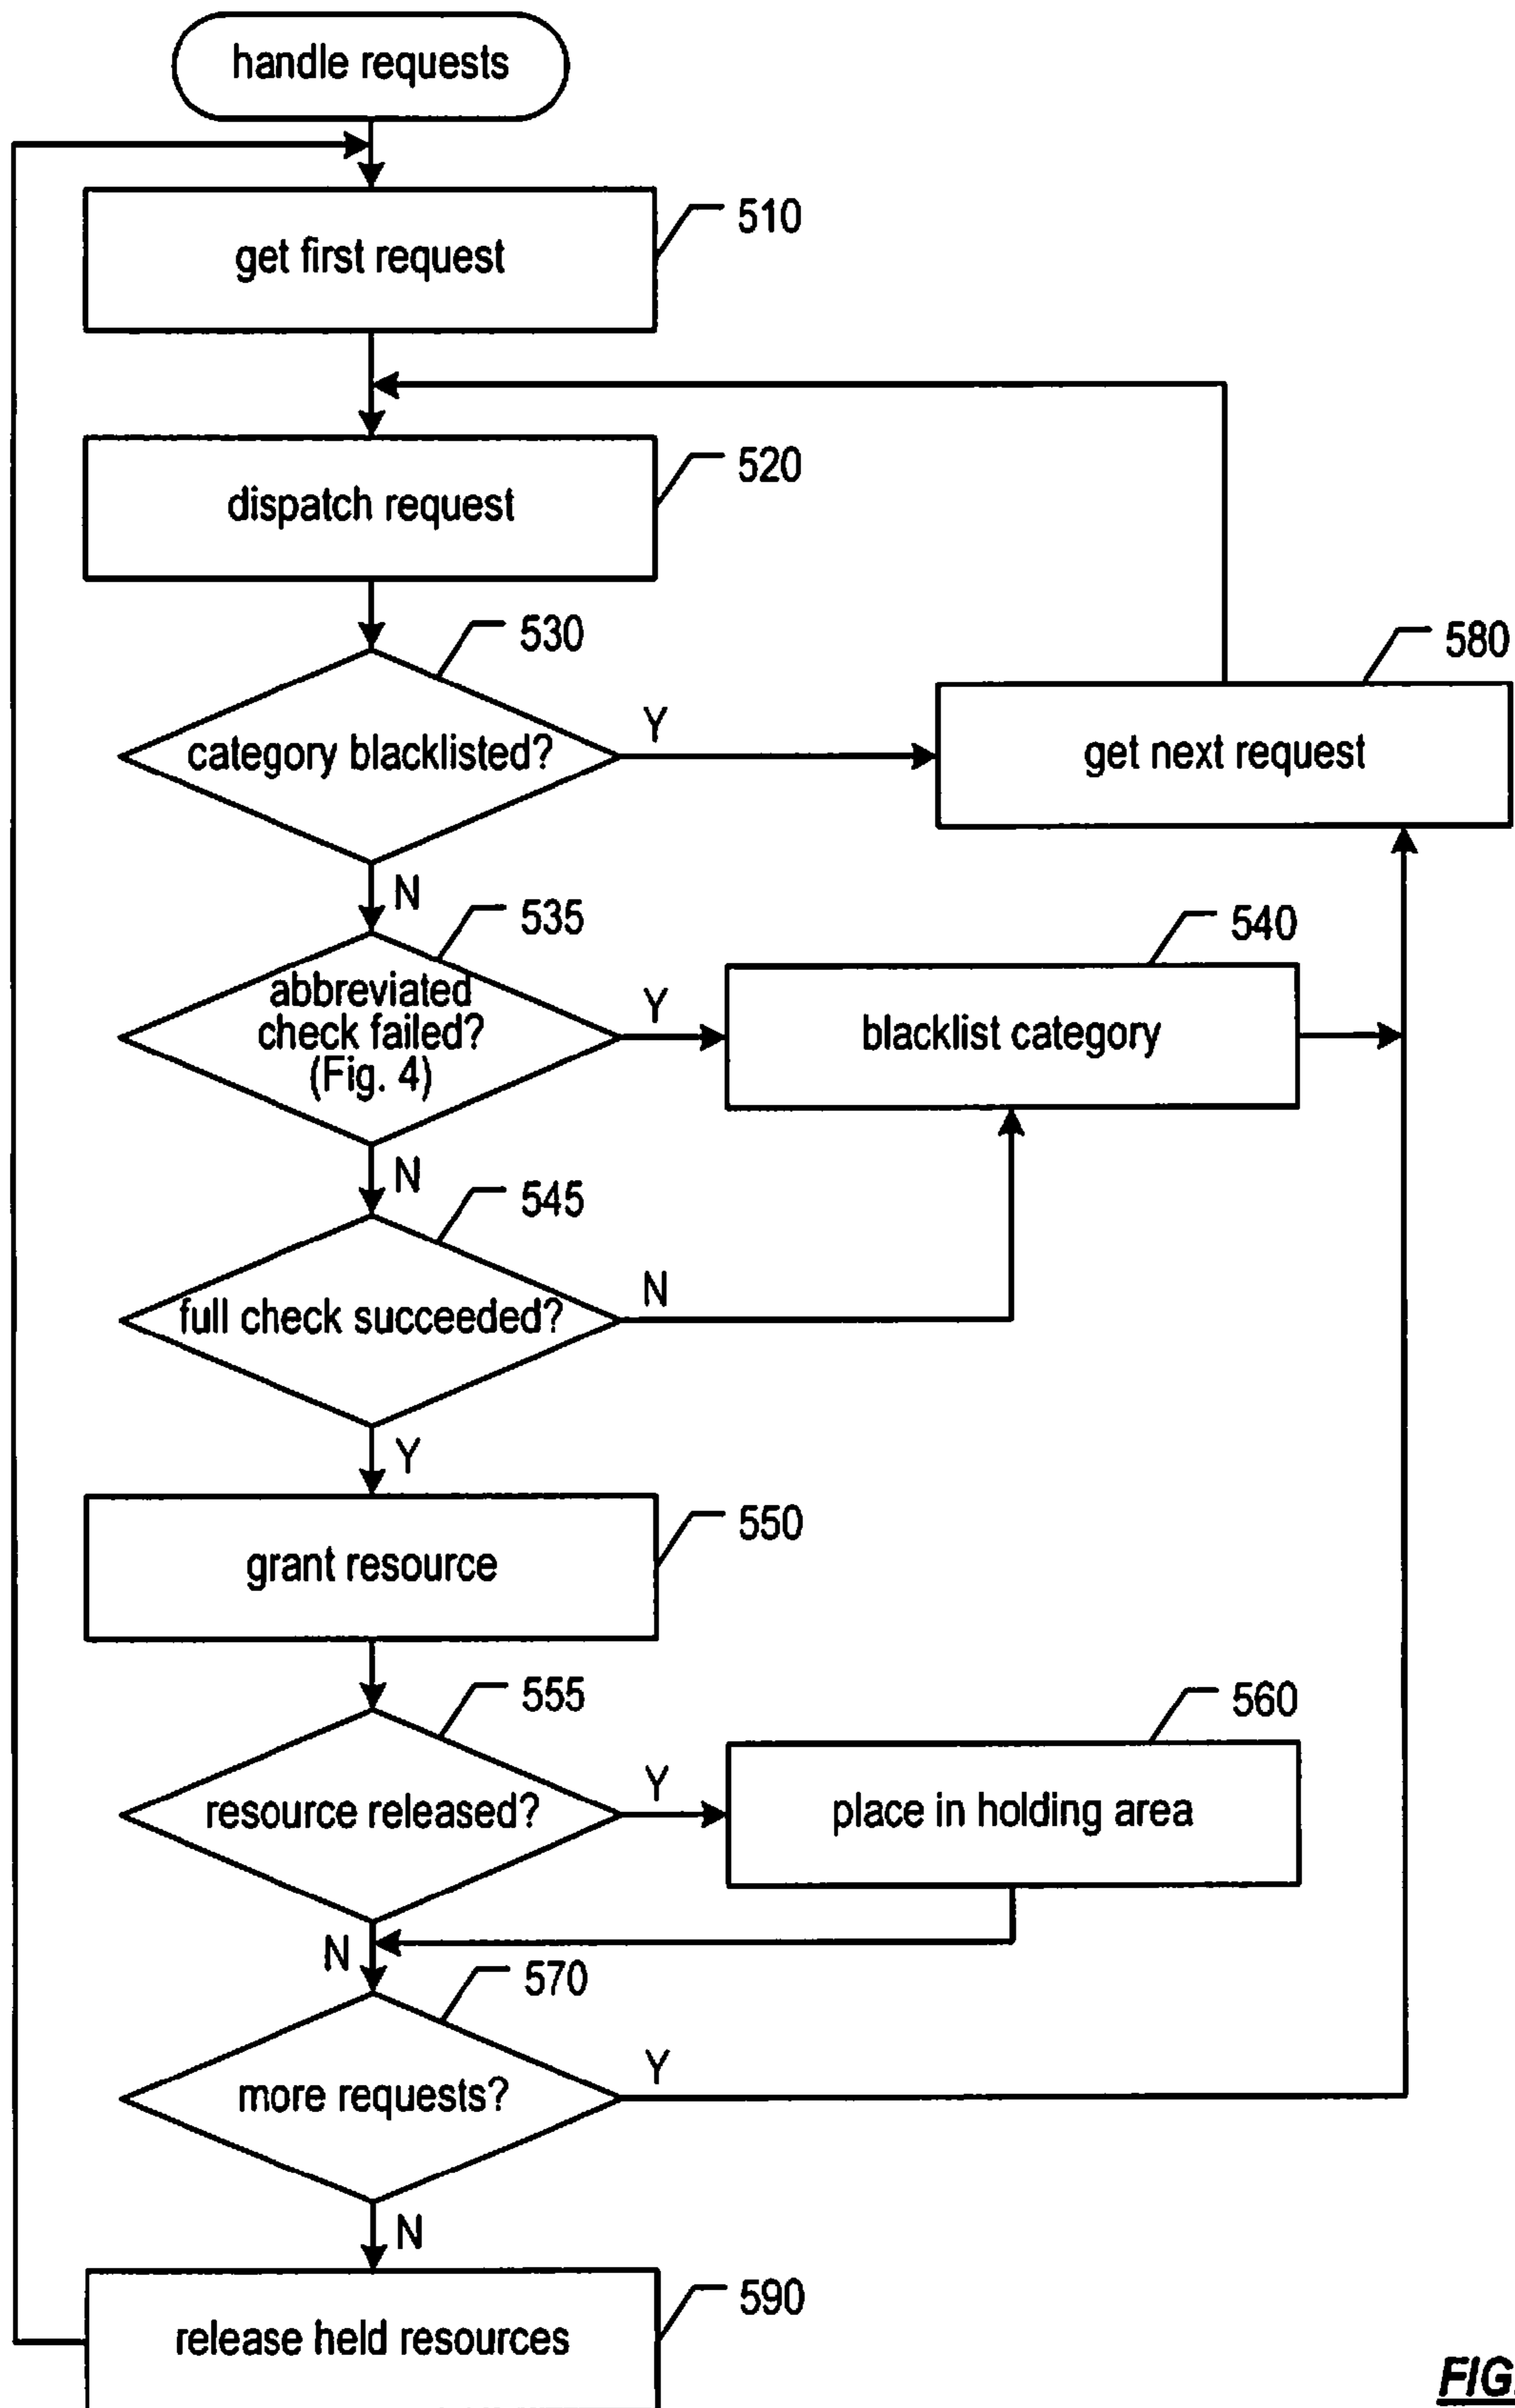 handle requests
510
get first request
520
dispatch request
530
580
category blacklisted?
Y
get next request
N
535
540
abbreviated
check failed?
(Fig. 4)
Y
blacklist category
N
545
full check succeeded?
N
Y
550
grant resource
555
560
resource released?
Y
place in holding area
N
570
more requests?
Y
N
590
release held resources
FIG.